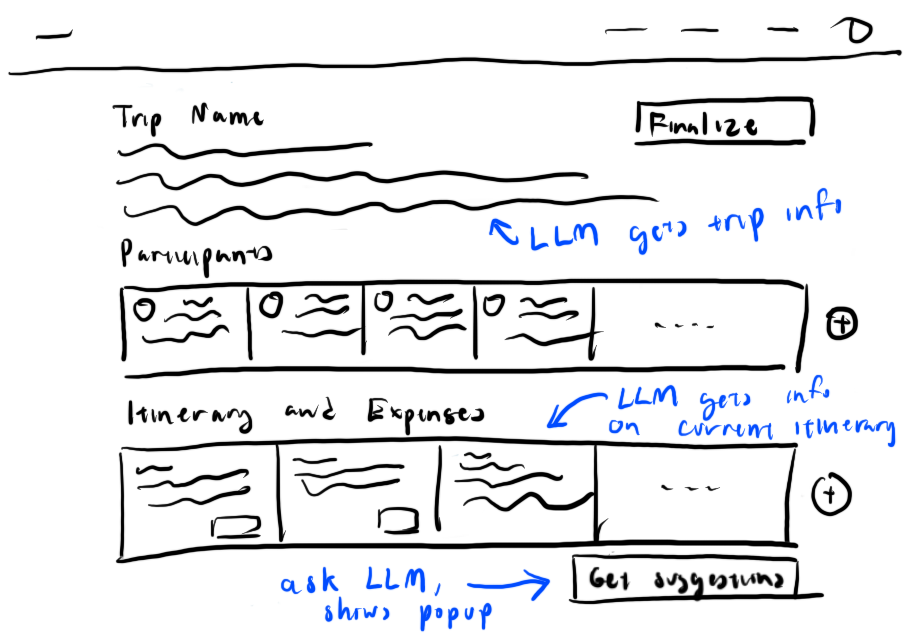 Trip Name
Finalize
LLM gets trip info
Participants
Itinerary and Expenses
LLM gets info
on current itinerary
ask LLM,
shows popup
Get suggestions